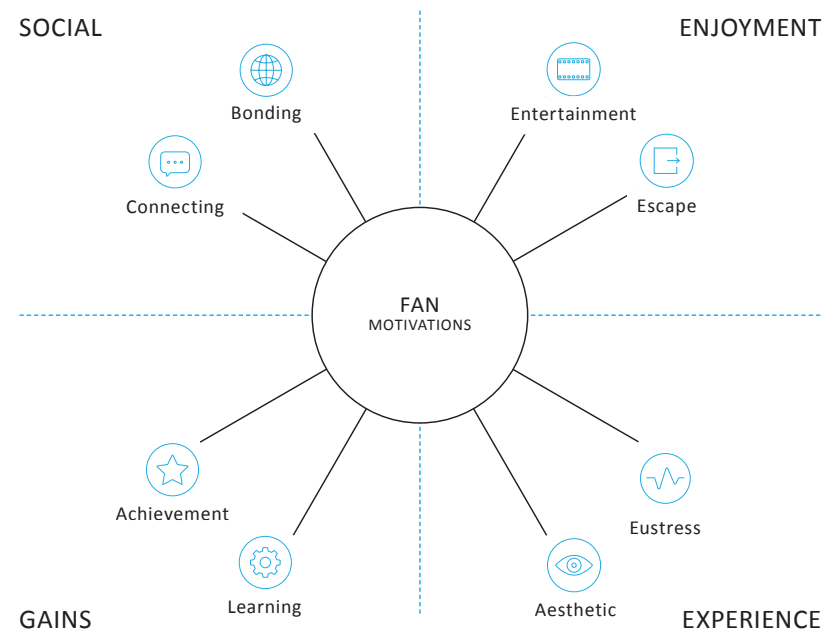 SOCIAL
ENJOYMENT
Bonding
Entertainment
Connecting
Escape
FAN
MOTIVATIONS
Achievement
Eustress
Learning
Aesthetic
GAINS
EXPERIENCE